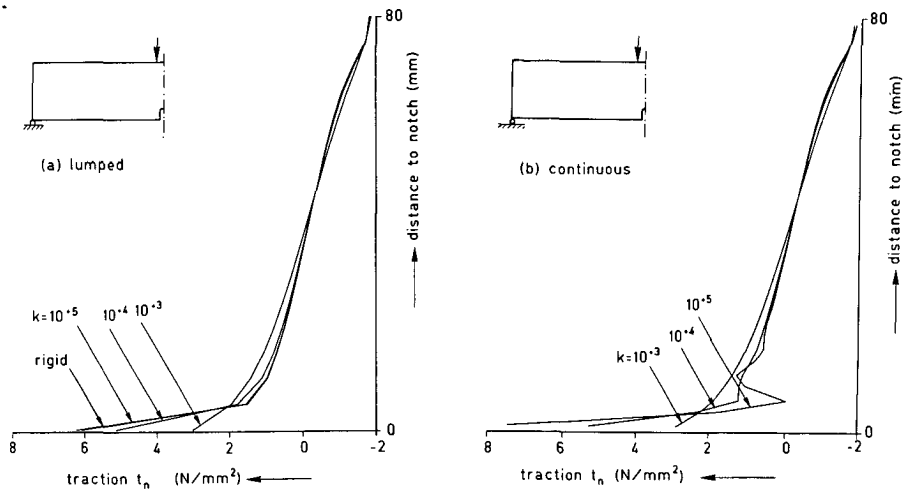 80
distance to notch (mm)
(a) lumped
k=10+5
10+4
10+3
rigid
0
8
6
4
2
0
-2
traction tn (N/mm2)
80
distance to notch (mm)
(b) continuous
10+5
10+4
k=10+3
0
8
6
4
2
0
-2
traction tn (N/mm2)